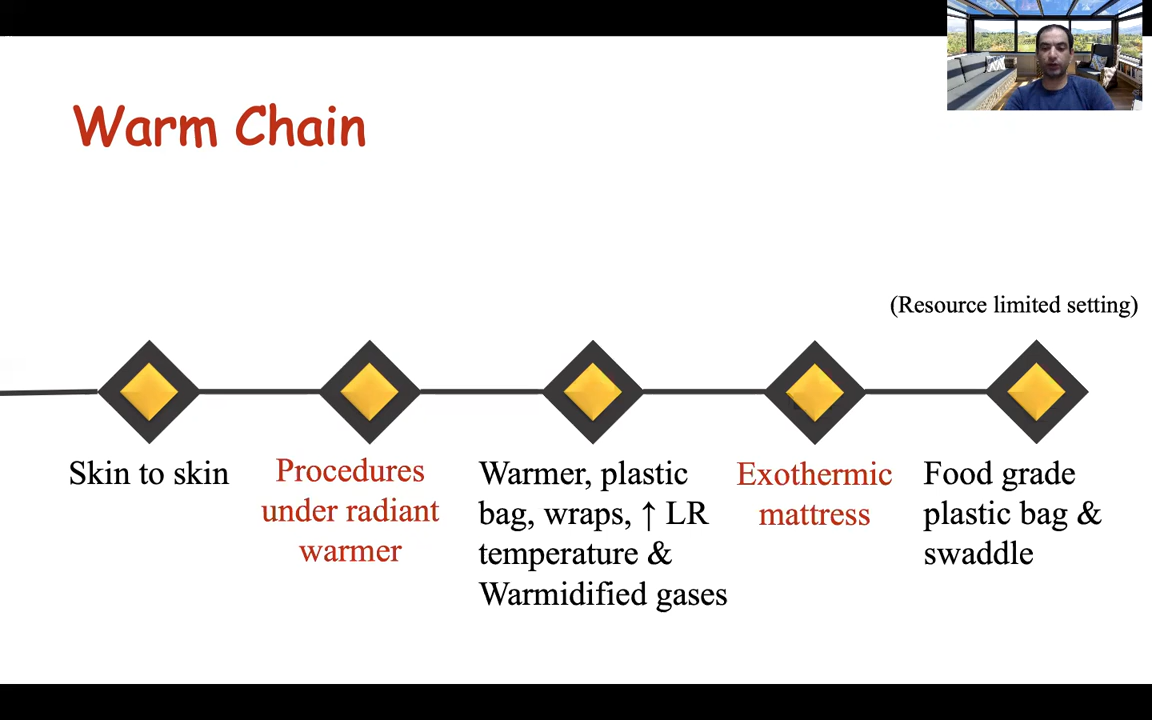 Warm Chain
(Resource limited setting)
Skin to skin
Procedures
under radiant
warmer
Warmer, plastic
bag, wraps, ↑ LR
temperature &
Warmidified gases
Exothermic
mattress
Food grade
plastic bag &
swaddle